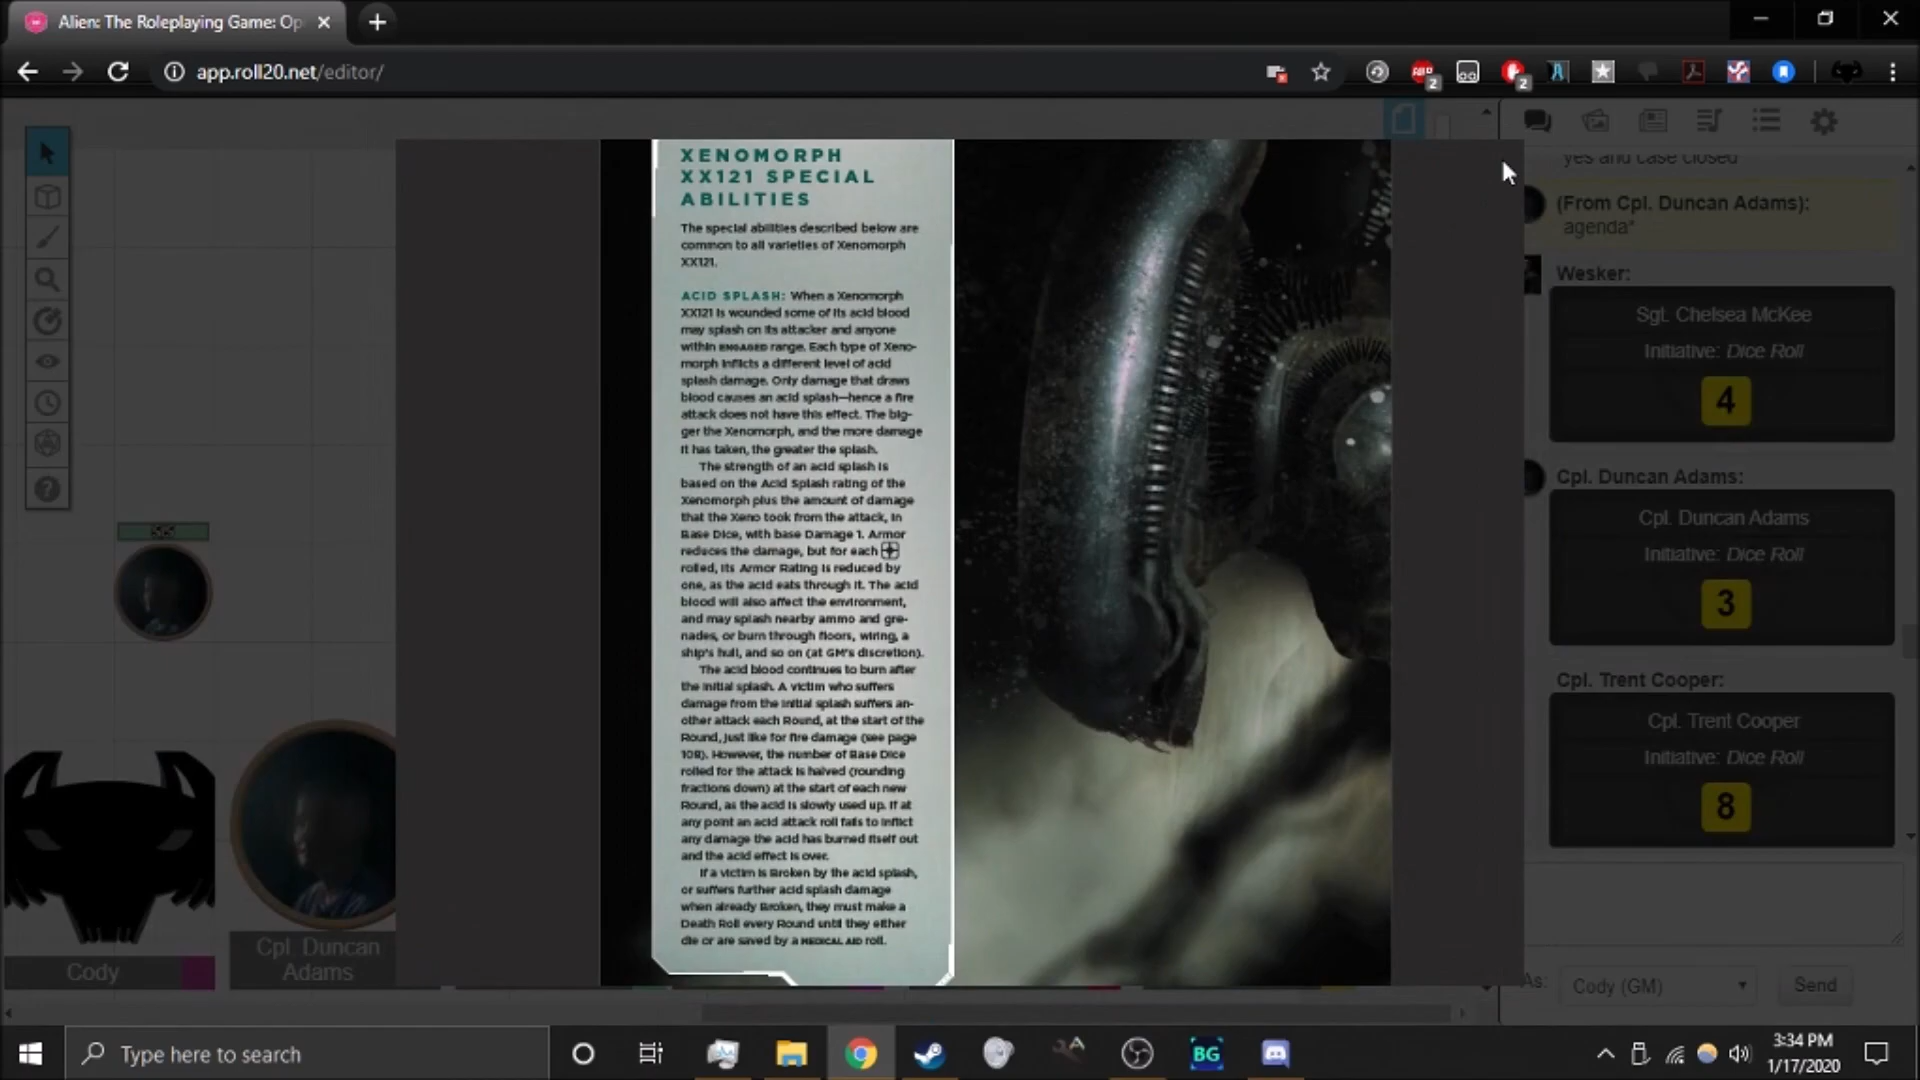 Alien: The Roleplaying Game: Op
app.roll20.net/editor/
2
2
XENOMORPH
XX121 SPECIAL
ABILITIES
The special abilities described below are
common to all varieties of Xenomorph
XX121.
ACID SPLASH: When a Xenomorph
XX121 is wounded some of its acid blood
may splash on its attacker and anyone
within ENGAGED range. Each type of Xeno-
morph inflicts a different level of acid
splash damage. Only damage that draws
blood causes an acid splash—hence a fire
attack does not have this effect. The big-
ger the Xenomorph, and the more damage
it has taken, the greater the splash.
The strength of an acid splash is
based on the Acid Splash rating of the
Xenomorph plus the amount of damage
that the Xeno took from the attack, in
Base Dice, with base Damage 1. Armor
reduces the damage, but for each
rolled, its Armor Rating is reduced by
one, as the acid eats through it. The acid
blood will also affect the environment,
and may splash nearby ammo and gre-
nades, or burn through floors, wiring, a
ship's hull, and so on (at GM's discretion).
The acid blood continues to burn after
the initial splash. A victim who suffers
damage from the initial splash suffers an-
other attack each Round, at the start of the
Round, just like for fire damage (see page
108). However, the number of Base Dice
rolled for the attack is halved (rounding
fractions down) at the start of each new
Round, as the acid is slowly used up. If at
any point an acid attack roll fails to inflict
any damage the acid has burned itself out
and the acid effect is over.
If a victim is Broken by the acid splash,
or suffers further acid splash damage
when already Broken, they must make a
Death Roll every Round until they either
die or are saved by a MEDICAL AID roll.
yes and case closed
(From Cpl. Duncan Adams):
agenda*
Wesker:
Sgt. Chelsea McKee
Initiative: Dice Roll
4
Cpl. Duncan Adams:
Cpl. Duncan Adams
Initiative: Dice Roll
3
Cpl. Trent Cooper:
Cpl. Trent Cooper
Initiative: Dice Roll
8
As:
Cody (GM)
Send
Cody
Cpl. Duncan
Adams
Type here to search
BG
3:34 PM
1/17/2020